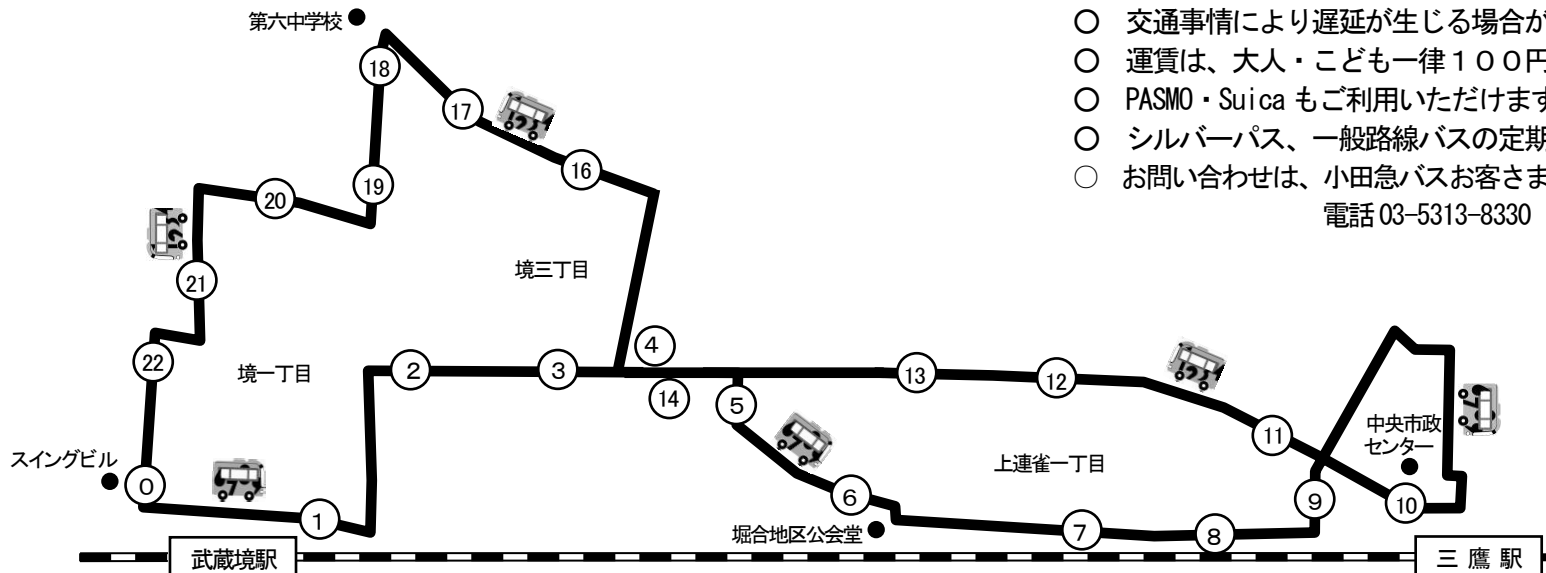 第六中学校
○ 交通事情により遅延が生じる場合が
○ 運賃は、大人・こども一律１００円
○ PASMO・Suica もご利用いただけます
○ シルバーパス、一般路線バスの定期
○ お問い合わせは、小田急バスお客さま
電話 03-5313-8330
18
17
16
19
20
境三丁目
21
4
22
境一丁目
2
3
14
5
13
12
11
中央市政
センター
スイングビル
0
1
6
上連雀一丁目
9
10
堀合地区公会堂
7
8
武蔵境駅
三鷹駅